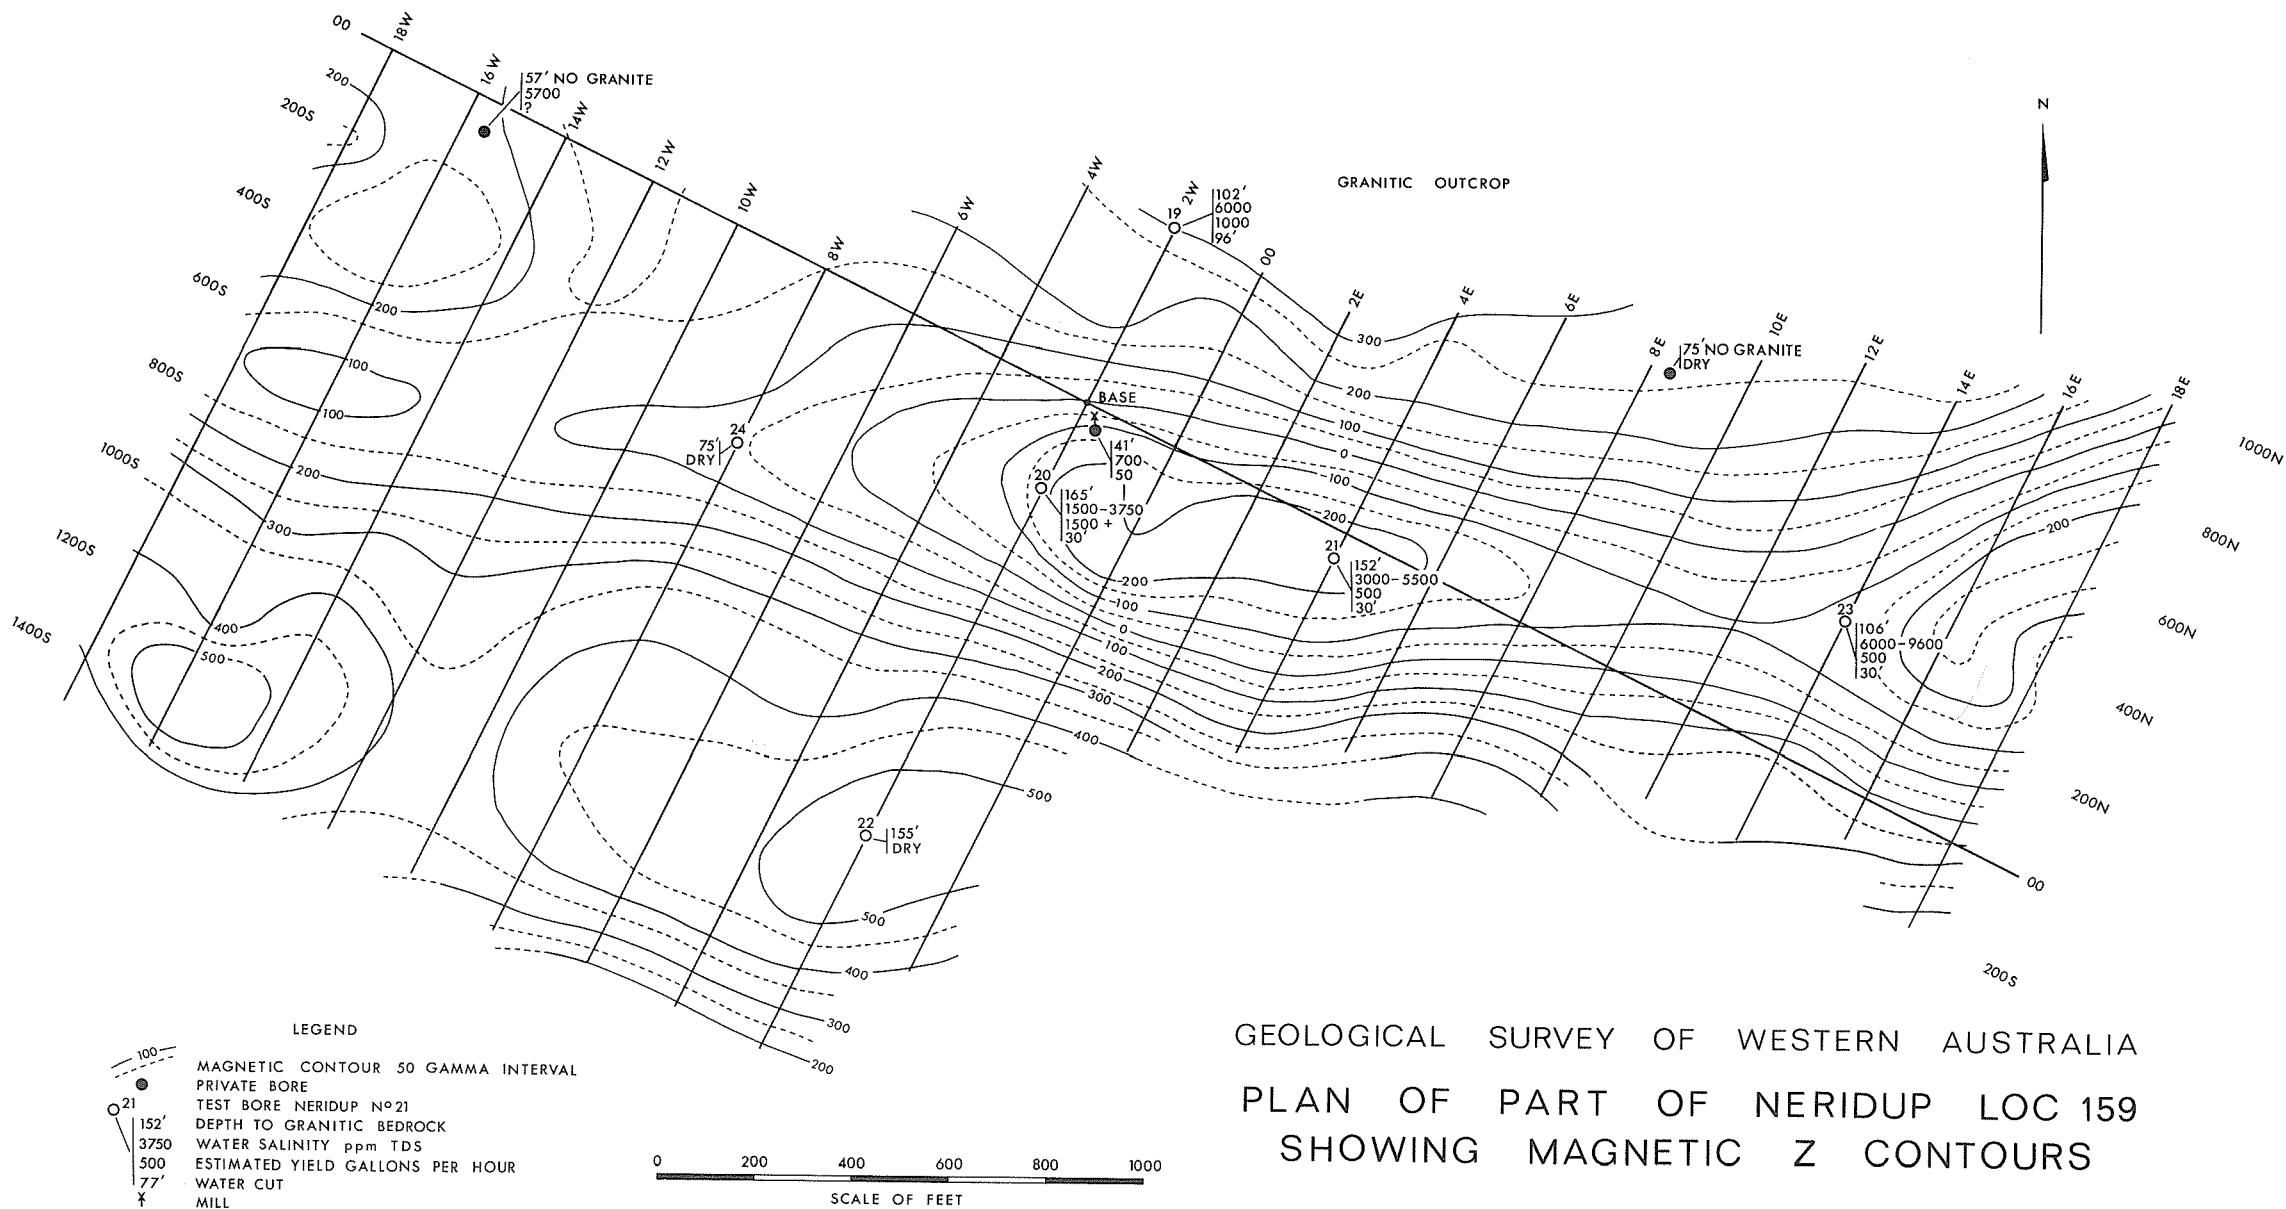 00
18W
16W
57' NO GRANITE
5700
?
14W
12W
10W
8W
6W
4W
2W
00
2E
4E
6E
8E
10E
12E
14E
16E
18E
N
GRANITIC OUTCROP
19
102'
6000
1000
96'
200
200S
400S
600S
800S
1000S
1200S
1400S
200
100
100
200
300
400
500
75' NO GRANITE
DRY
BASE
41'
700
50
24
75'
DRY
20
165'
1500-3750
1500 +
30'
300
200
100
0
100
200
21
152'
3000-5500
500
30'
200
100
0
100
200
300
400
500
22
155'
DRY
500
400
300
200
200
23
106'
6000-9600
500
30'
1000N
800N
600N
400N
200N
00
200S
LEGEND
100
MAGNETIC CONTOUR 50 GAMMA INTERVAL
PRIVATE BORE
21 TEST BORE NERIDUP Nº 21
152' DEPTH TO GRANITIC BEDROCK
3750 WATER SALINITY ppm TDS
500 ESTIMATED YIELD GALLONS PER HOUR
77' WATER CUT
MILL
0 200 400 600 800 1000
SCALE OF FEET
GEOLOGICAL SURVEY OF WESTERN AUSTRALIA
PLAN OF PART OF NERIDUP LOC 159
SHOWING MAGNETIC Z CONTOURS